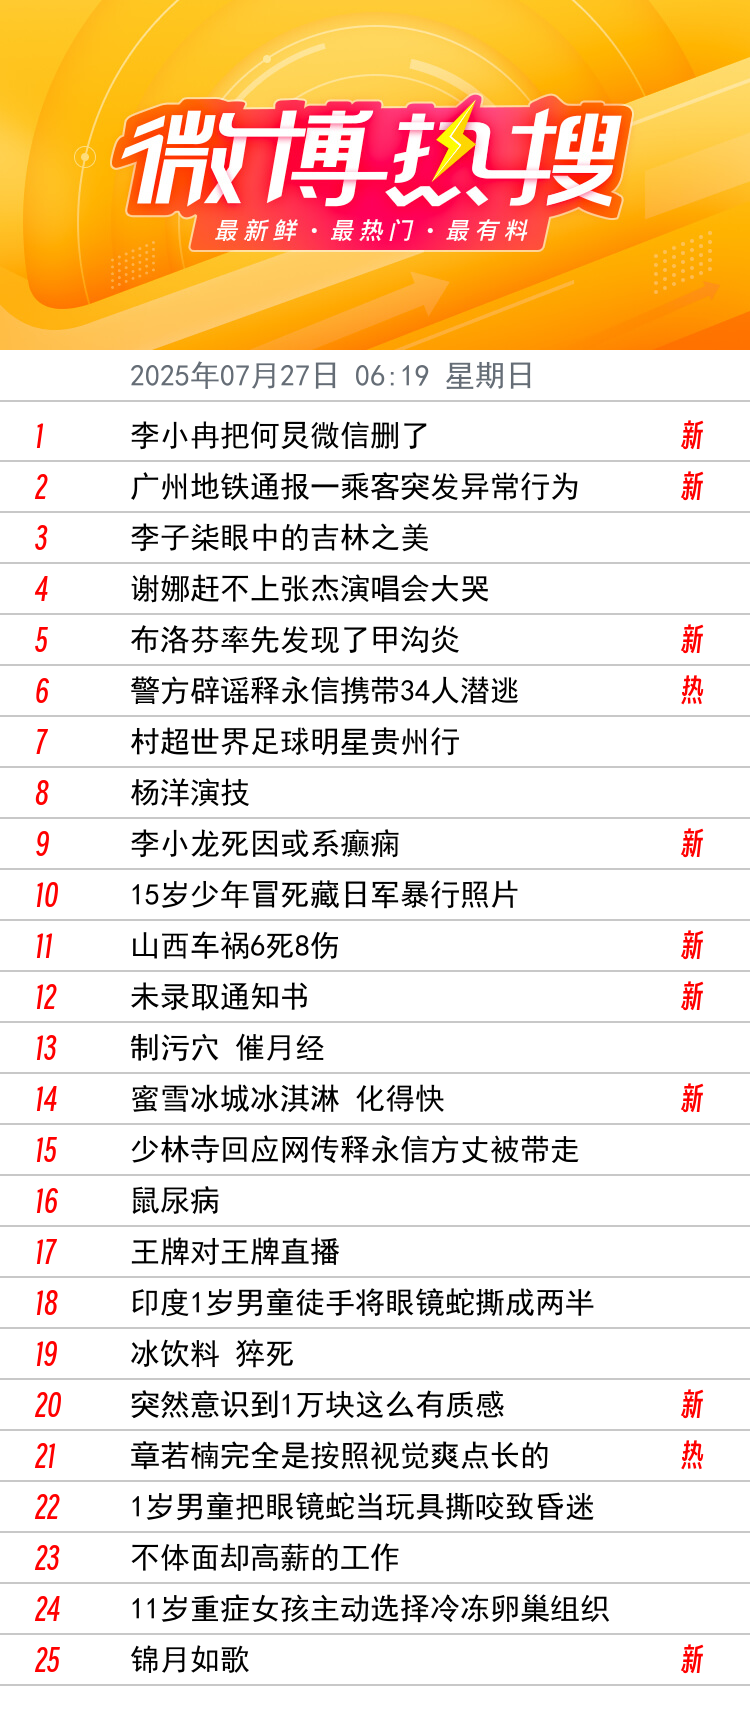 微博热搜
最新鲜·最热门·最有料
2025年07月27日 06:19 星期日
1 李小冉把何炅微信删了 新
2 广州地铁通报一乘客突发异常行为 新
3 李子柒眼中的吉林之美
4 谢娜赶不上张杰演唱会大哭
5 布洛芬率先发现了甲沟炎 新
6 警方辟谣释永信携带34人潜逃 热
7 村超世界足球明星贵州行
8 杨洋演技
9 李小龙死因或系癫痫 新
10 15岁少年冒死藏日军暴行照片
11 山西车祸6死8伤 新
12 未录取通知书 新
13 制污穴 催月经
14 蜜雪冰城冰淇淋 化得快 新
15 少林寺回应网传释永信方丈被带走
16 鼠尿病
17 王牌对王牌直播
18 印度1岁男童徒手将眼镜蛇撕成两半
19 冰饮料 猝死
20 突然意识到1万块这么有质感 新
21 章若楠完全是按照视觉爽点长的 热
22 1岁男童把眼镜蛇当玩具撕咬致昏迷
23 不体面却高薪的工作
24 11岁重症女孩主动选择冷冻卵巢组织
25 锦月如歌 新